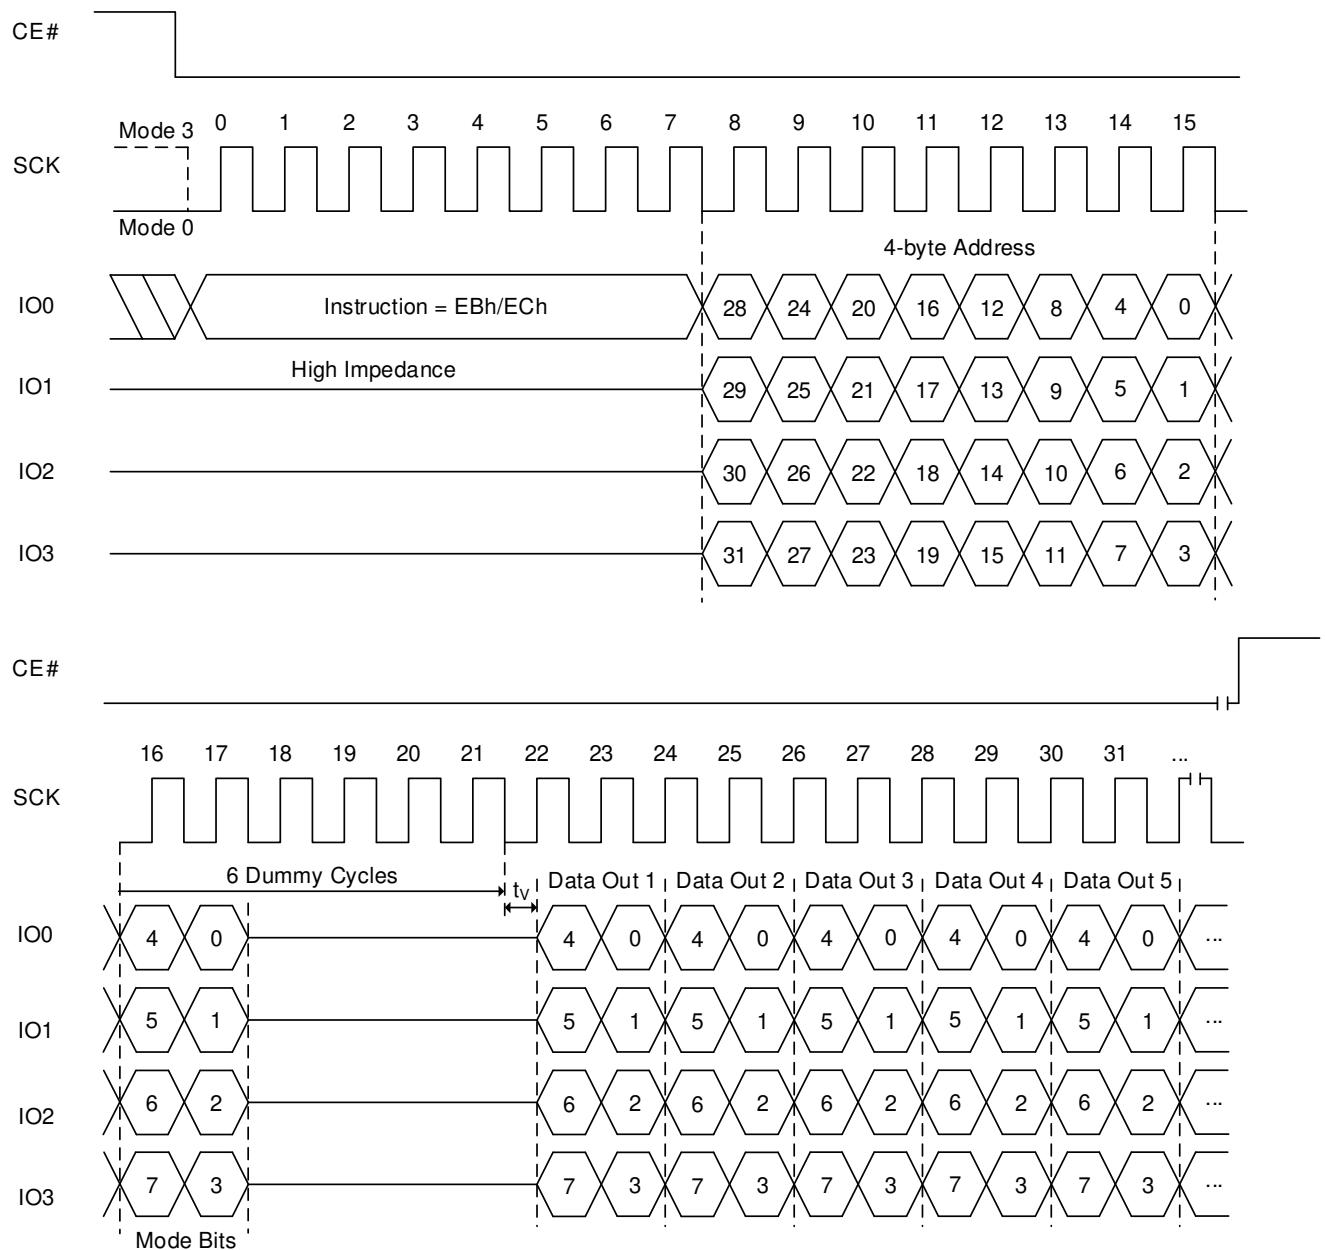 CE#
Mode 3 0 1 2 3 4 5 6 7 8 9 10 11 12 13 14 15
SCK
Mode 0
4-byte Address
IO0 Instruction = EBh/ECh 28 24 20 16 12 8 4 0
High Impedance
IO1 29 25 21 17 13 9 5 1
IO2 30 26 22 18 14 10 6 2
IO3 31 27 23 19 15 11 7 3
CE#
16 17 18 19 20 21 22 23 24 25 26 27 28 29 30 31 ...
SCK
6 Dummy Cycles tV Data Out 1 Data Out 2 Data Out 3 Data Out 4 Data Out 5
IO0 4 0 4 0 4 0 4 0 4 0 4 0 ...
IO1 5 1 5 1 5 1 5 1 5 1 5 1 ...
IO2 6 2 6 2 6 2 6 2 6 2 6 2 ...
IO3 7 3 7 3 7 3 7 3 7 3 7 3 ...
Mode Bits